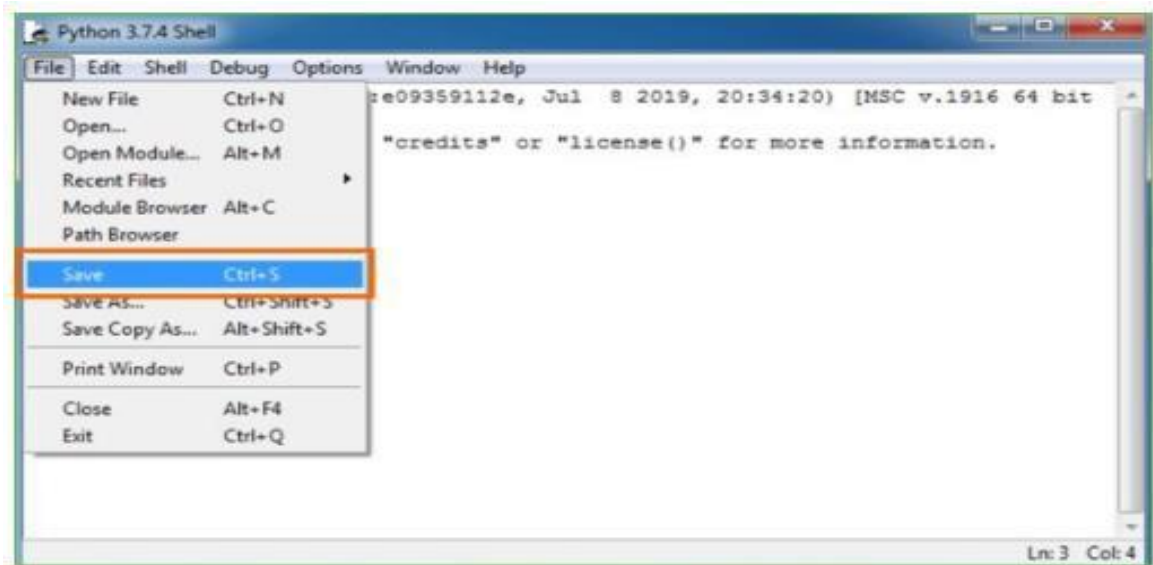 Python 3.7.4 Shell
File Edit Shell Debug Options Window Help
New File Ctrl+N
:e09359112e, Jul 8 2019, 20:34:20) [MSC v.1916 64 bit
Open... Ctrl+O
"credits" or "license()" for more information.
Open Module... Alt+M
Recent Files
Module Browser Alt+C
Path Browser
Save Ctrl+S
Save As... Ctrl+Shift+S
Save Copy As... Alt+Shift+S
Print Window Ctrl+P
Close Alt+F4
Exit Ctrl+Q
Ln: 3 Col: 4